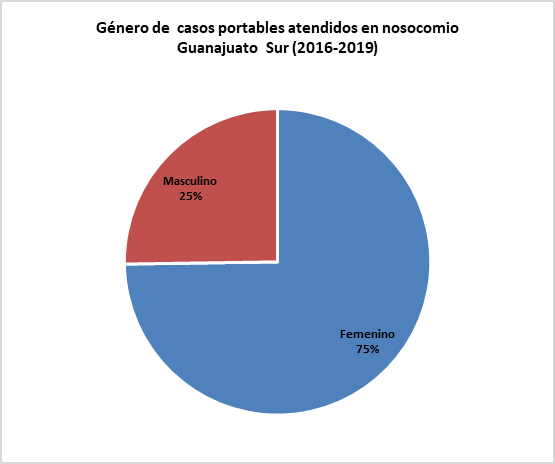 Género de casos portables atendidos en nosocomio
Guanajuato Sur (2016-2019)
Masculino
25%
Femenino
75%